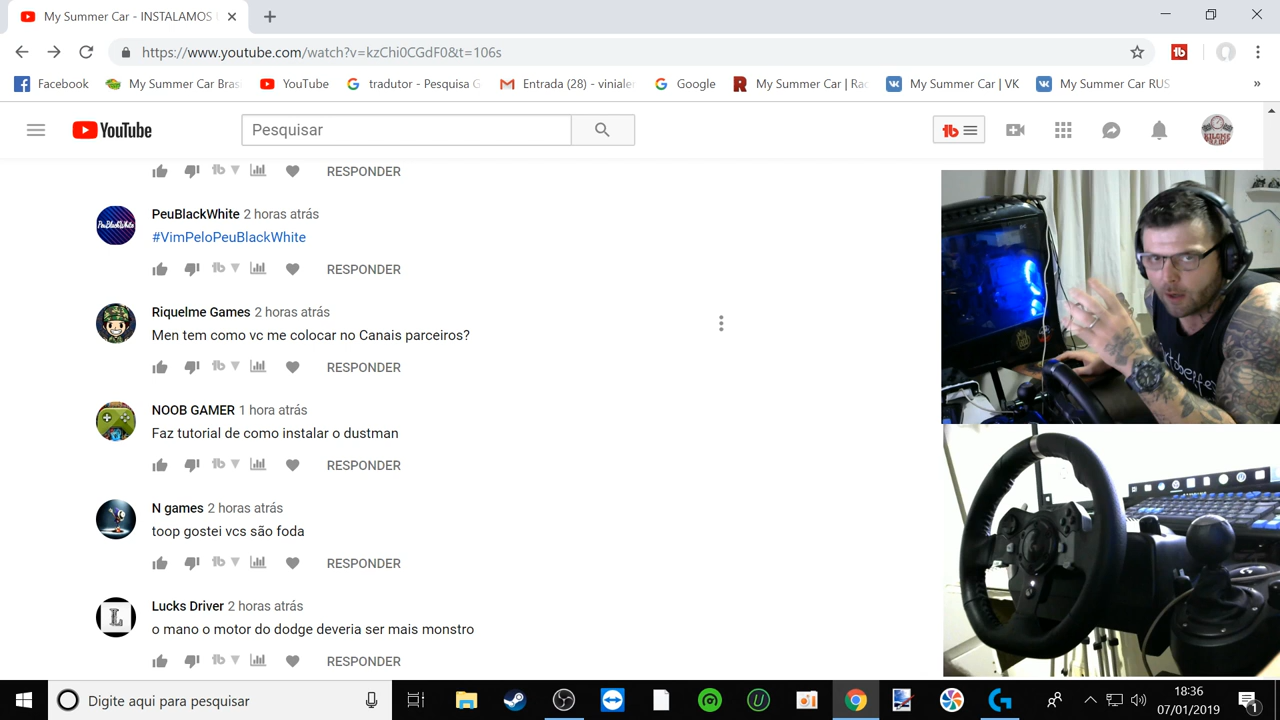 My Summer Car - INSTALAMOS
https://www.youtube.com/watch?v=kzChi0CGdF0&t=106s
Facebook My Summer Car Bras YouTube tradutor - Pesquisa G Entrada (28) - vinialen Google My Summer Car | Rac My Summer Car | VK My Summer Car RUS »
YouTube
Pesquisar
RESPONDER
PeuBlackWhite 2 horas atrás
#VimPeloPeuBlackWhite
RESPONDER
Riquelme Games 2 horas atrás
Men tem como vc me colocar no Canais parceiros?
RESPONDER
NOOB GAMER 1 hora atrás
Faz tutorial de como instalar o dustman
RESPONDER
N games 2 horas atrás
toop gostei vcs são foda
RESPONDER
Lucks Driver 2 horas atrás
o mano o motor do dodge deveria ser mais monstro
RESPONDER
Digite aqui para pesquisar
18:36
07/01/2019